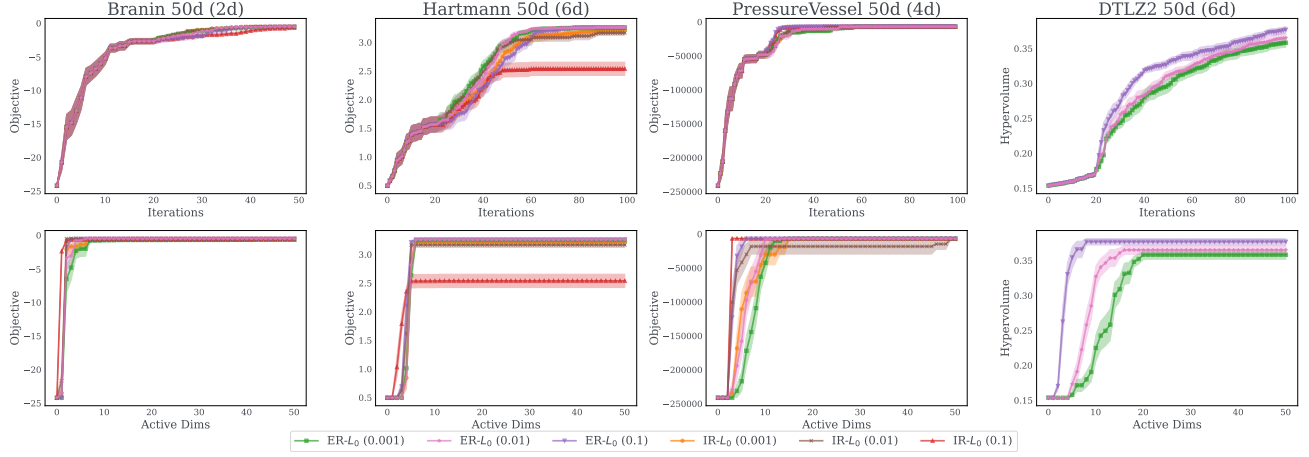 Branin 50d (2d)
Hartmann 50d (6d)
PressureVessel 50d (4d)
DTLZ2 50d (6d)
Objective
0
−5
−10
−15
−20
−25
0 10 20 30 40 50
Iterations
Objective
3.0
2.5
2.0
1.5
1.0
0.5
0 20 40 60 80 100
Iterations
Objective
0
−50000
−100000
−150000
−200000
−250000
0 20 40 60 80 100
Iterations
Hypervolume
0.35
0.30
0.25
0.20
0.15
0 20 40 60 80 100
Iterations
Objective
0
−5
−10
−15
−20
−25
0 10 20 30 40 50
Active Dims
Objective
3.0
2.5
2.0
1.5
1.0
0.5
0 10 20 30 40 50
Active Dims
Objective
0
−50000
−100000
−150000
−200000
−250000
0 10 20 30 40 50
Active Dims
Hypervolume
0.35
0.30
0.25
0.20
0.15
0 10 20 30 40 50
Active Dims
ER-L₀ (0.001) ER-L₀ (0.01) ER-L₀ (0.1) IR-L₀ (0.001) IR-L₀ (0.01) IR-L₀ (0.1)